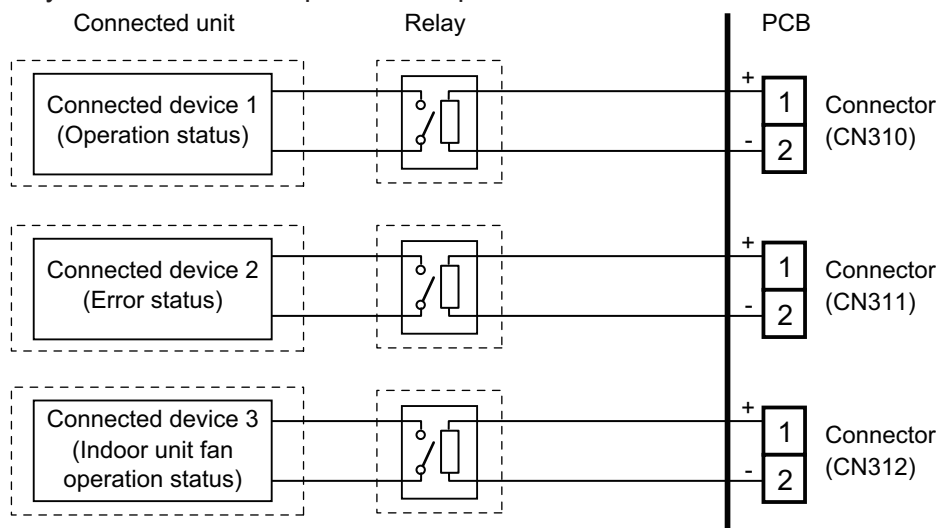 Connected unit
Relay
PCB
Connected device 1
(Operation status)
+
1
-
2
Connector
(CN310)
Connected device 2
(Error status)
+
1
-
2
Connector
(CN311)
Connected device 3
(Indoor unit fan
operation status)
+
1
-
2
Connector
(CN312)